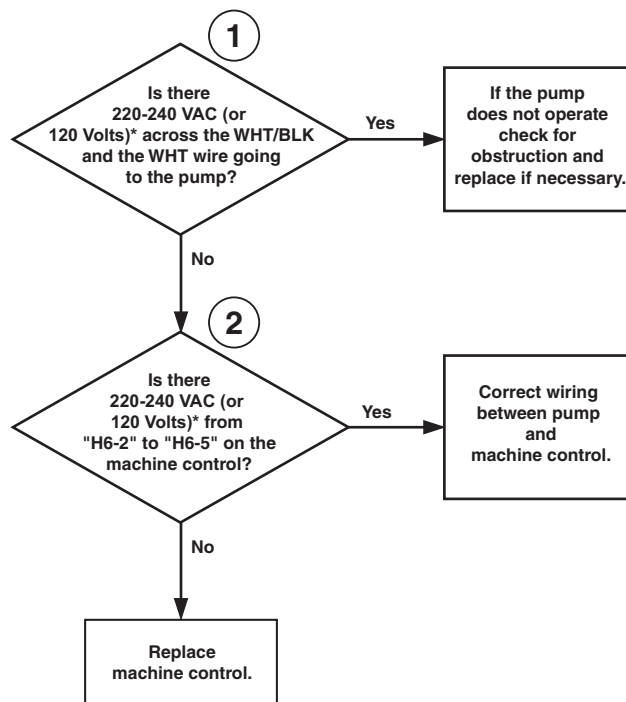 1
Is there
220-240 VAC (or
120 Volts)* across the WHT/BLK
and the WHT wire going
to the pump?
Yes
If the pump
does not operate
check for
obstruction and
replace if necessary.
No
2
Is there
220-240 VAC (or
120 Volts)* from
"H6-2" to "H6-5" on the
machine control?
Yes
Correct wiring
between pump
and
machine control.
No
Replace
machine control.